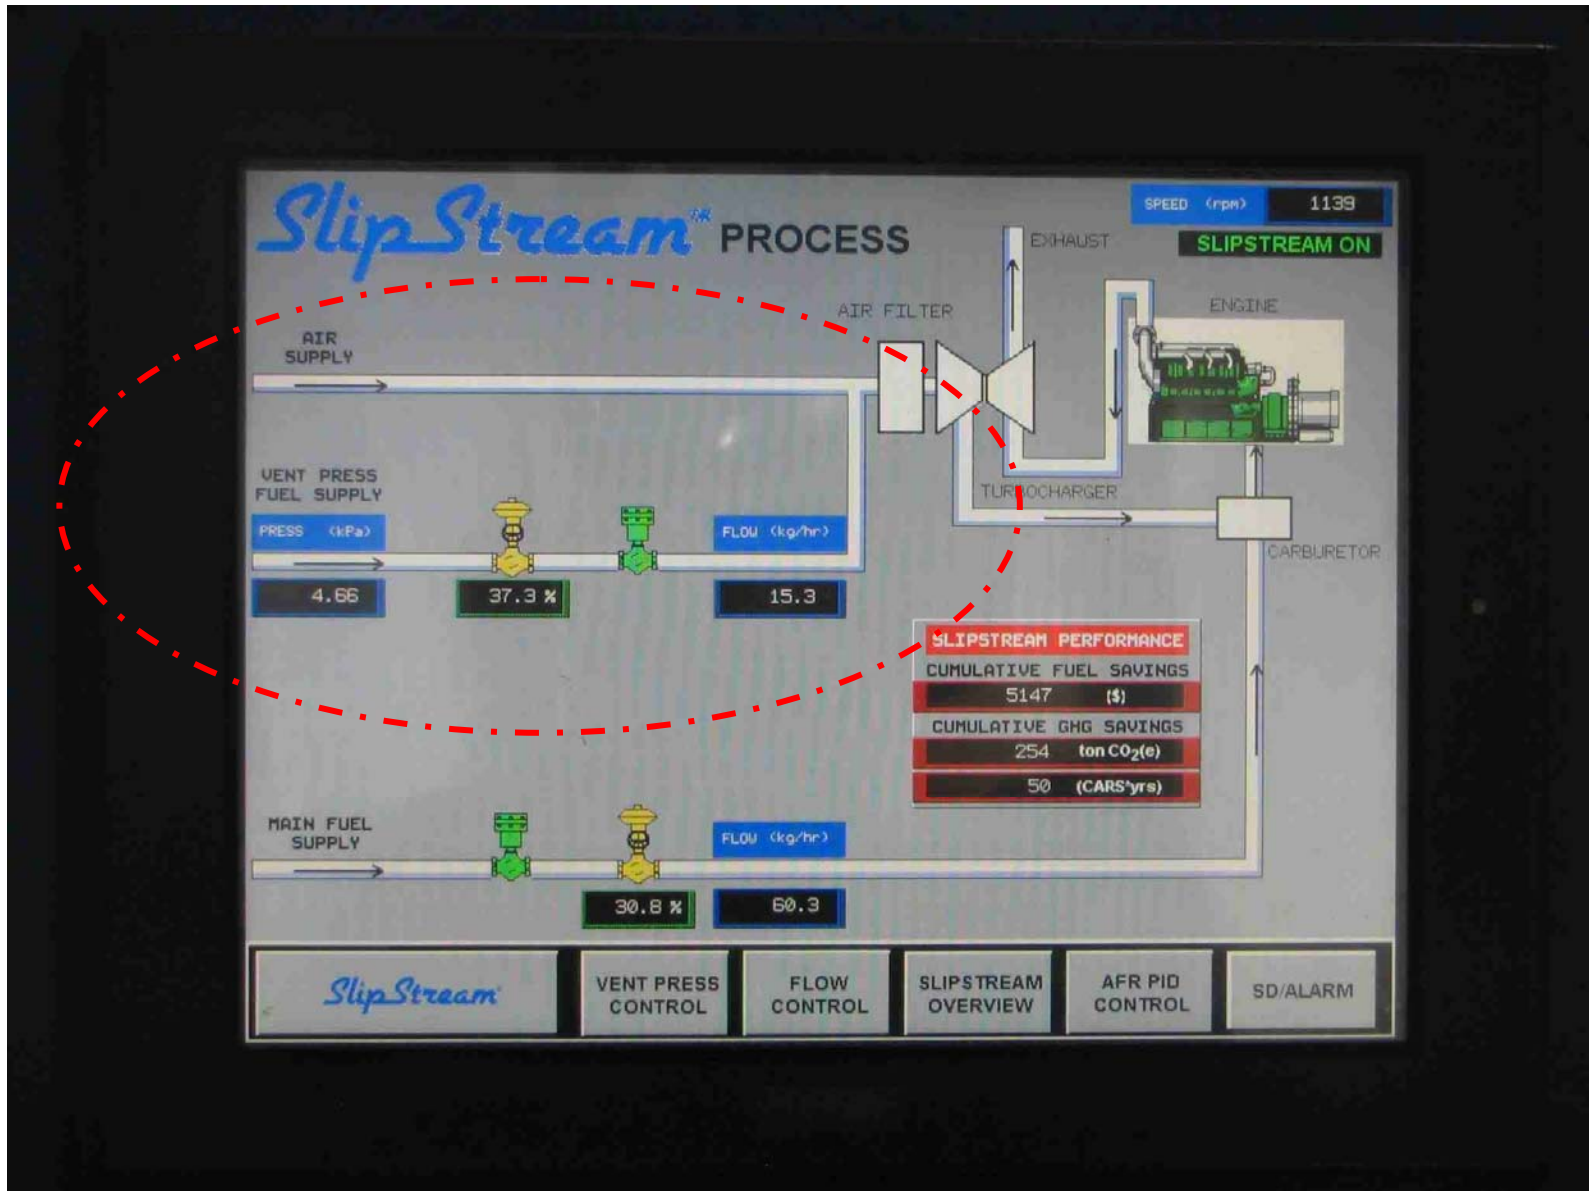 SlipStream™ PROCESS
SPEED (rpm) 1139
SLIPSTREAM ON
EXHAUST
AIR FILTER
ENGINE
AIR
SUPPLY
VENT PRESS
FUEL SUPPLY
PRESS (kPa)
FLOW (kg/hr)
TURBOCHARGER
CARBURETOR
4.66
37.3 %
15.3
SLIPSTREAM PERFORMANCE
CUMULATIVE FUEL SAVINGS
5147 ($)
CUMULATIVE GHG SAVINGS
254 ton CO₂(e)
50 (CARS*yrs)
MAIN FUEL
SUPPLY
FLOW (kg/hr)
30.8 %
60.3
SlipStream
VENT PRESS
CONTROL
FLOW
CONTROL
SLIPSTREAM
OVERVIEW
AFR PID
CONTROL
SD/ALARM